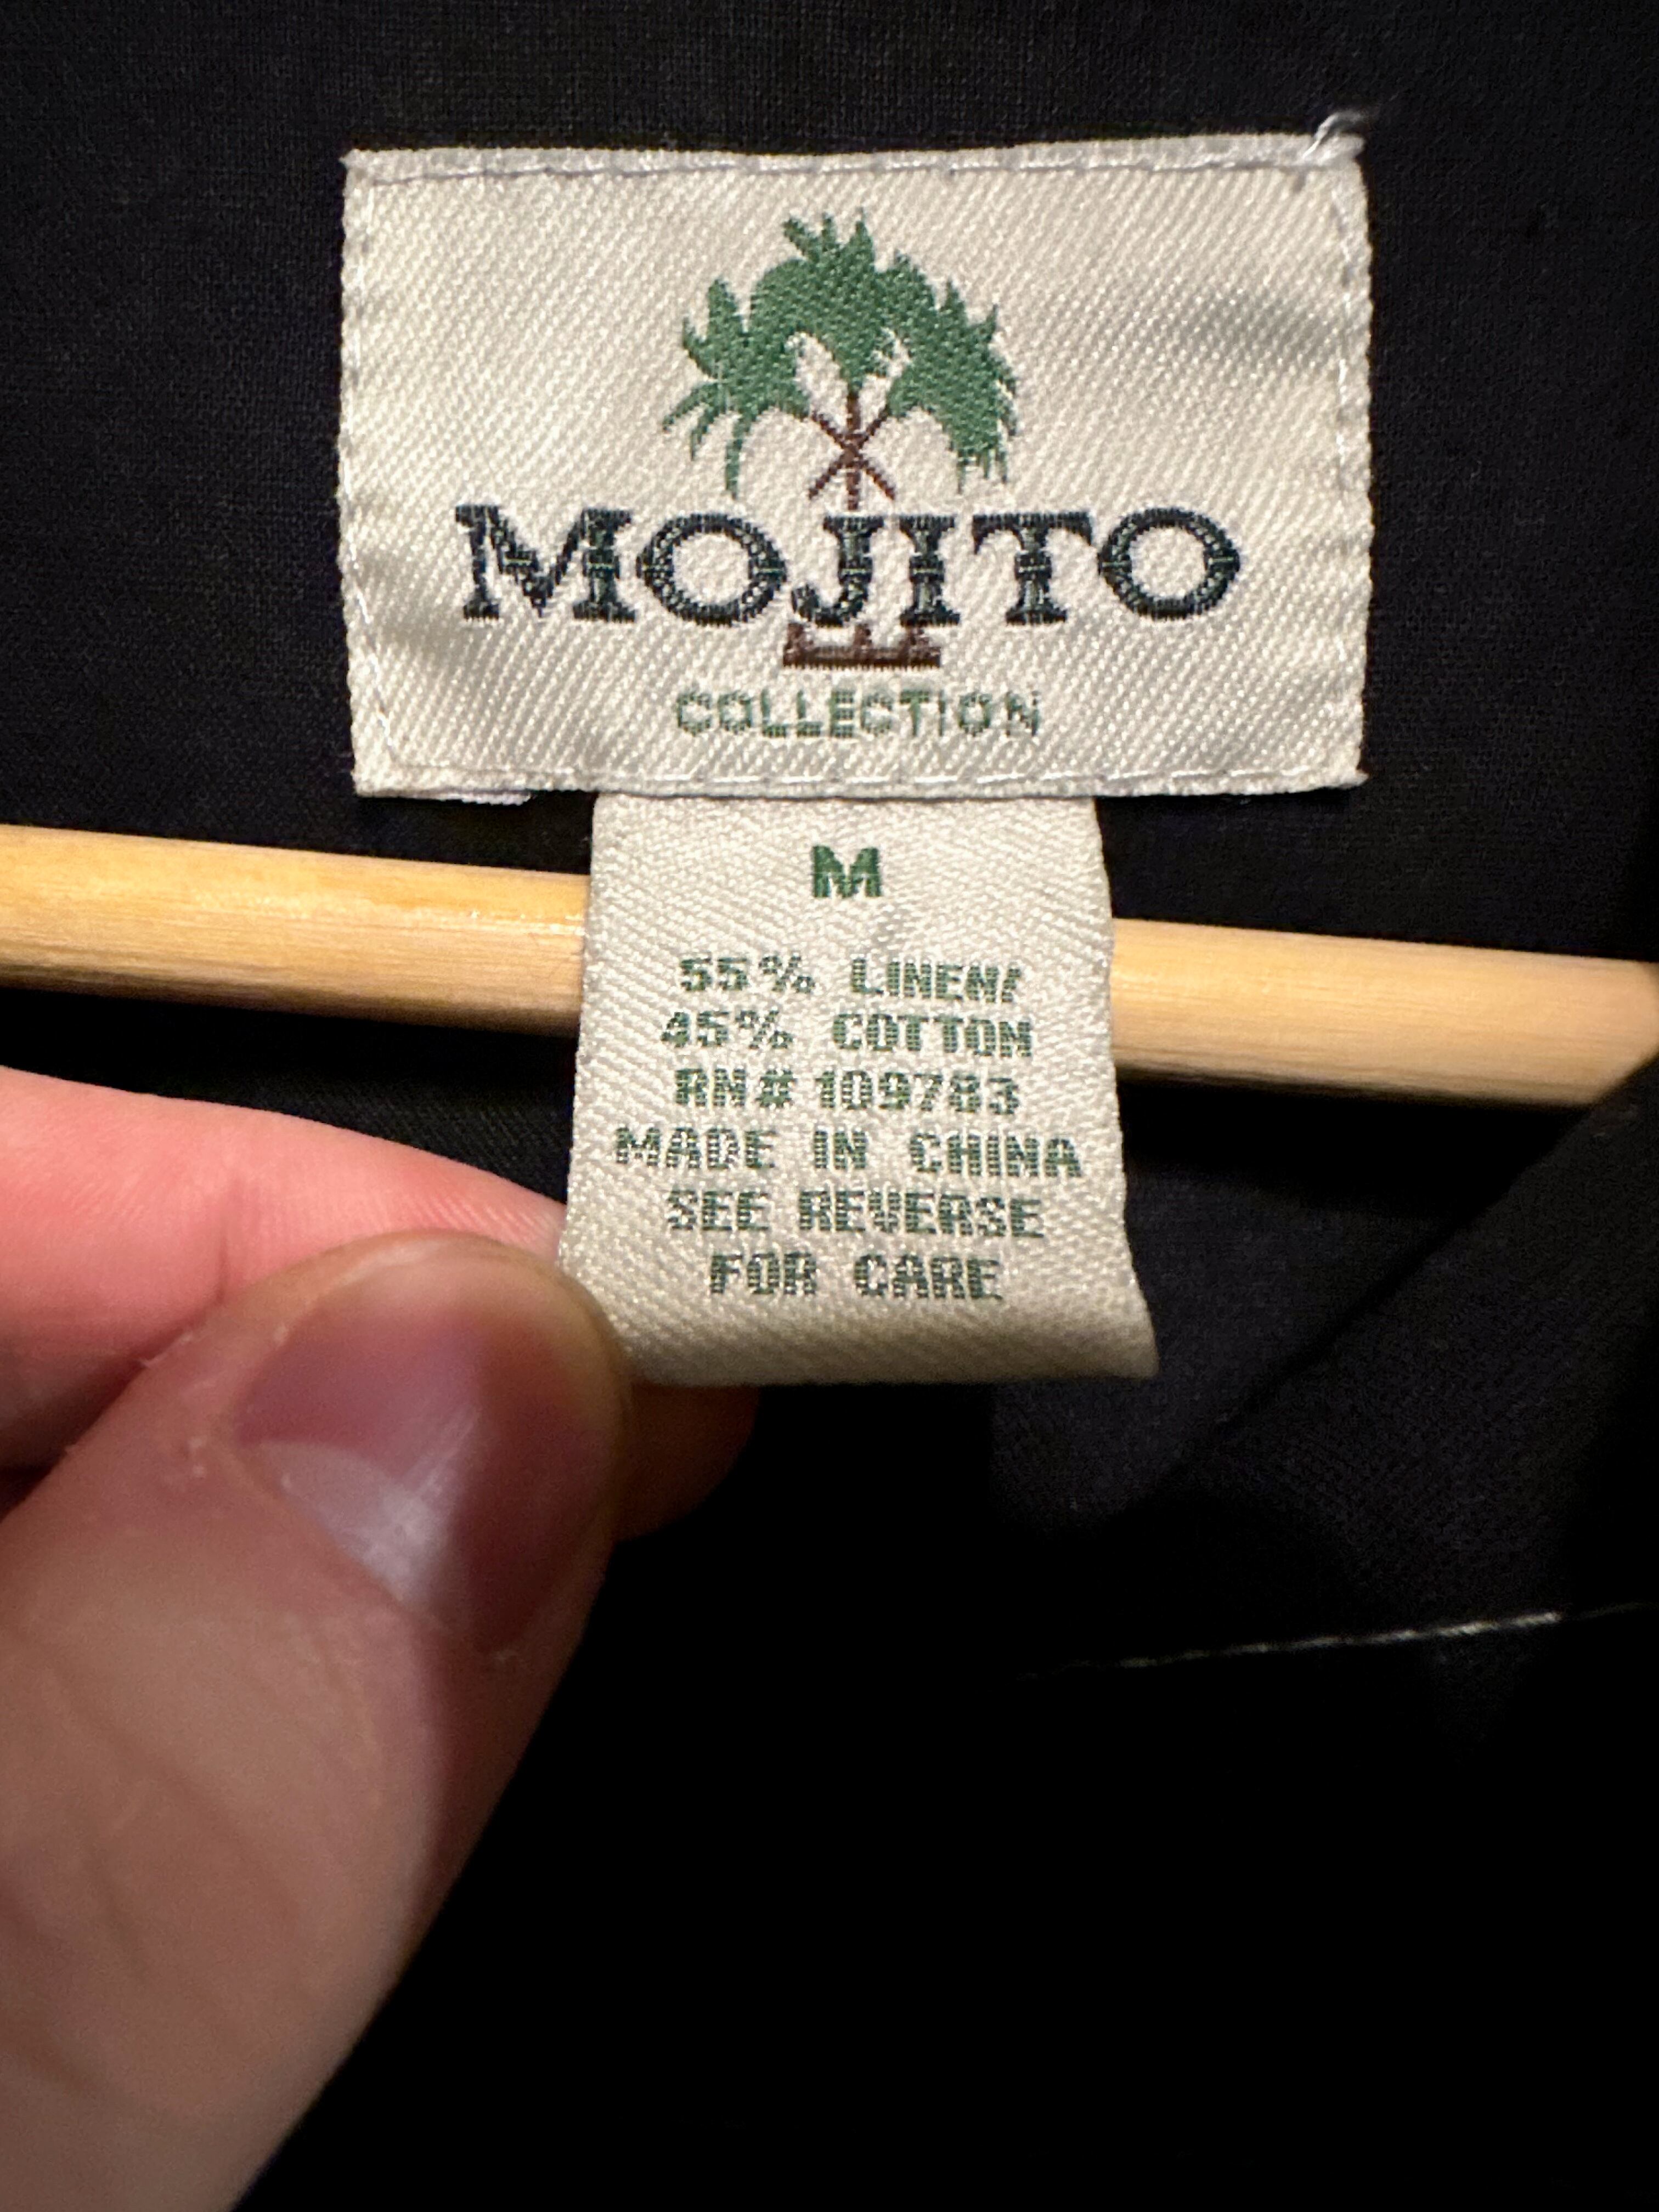 MOJITO
COLLECTION
M
55% LINEN/
45% COTTON
RN# 109783
MADE IN CHINA
SEE REVERSE
FOR CARE